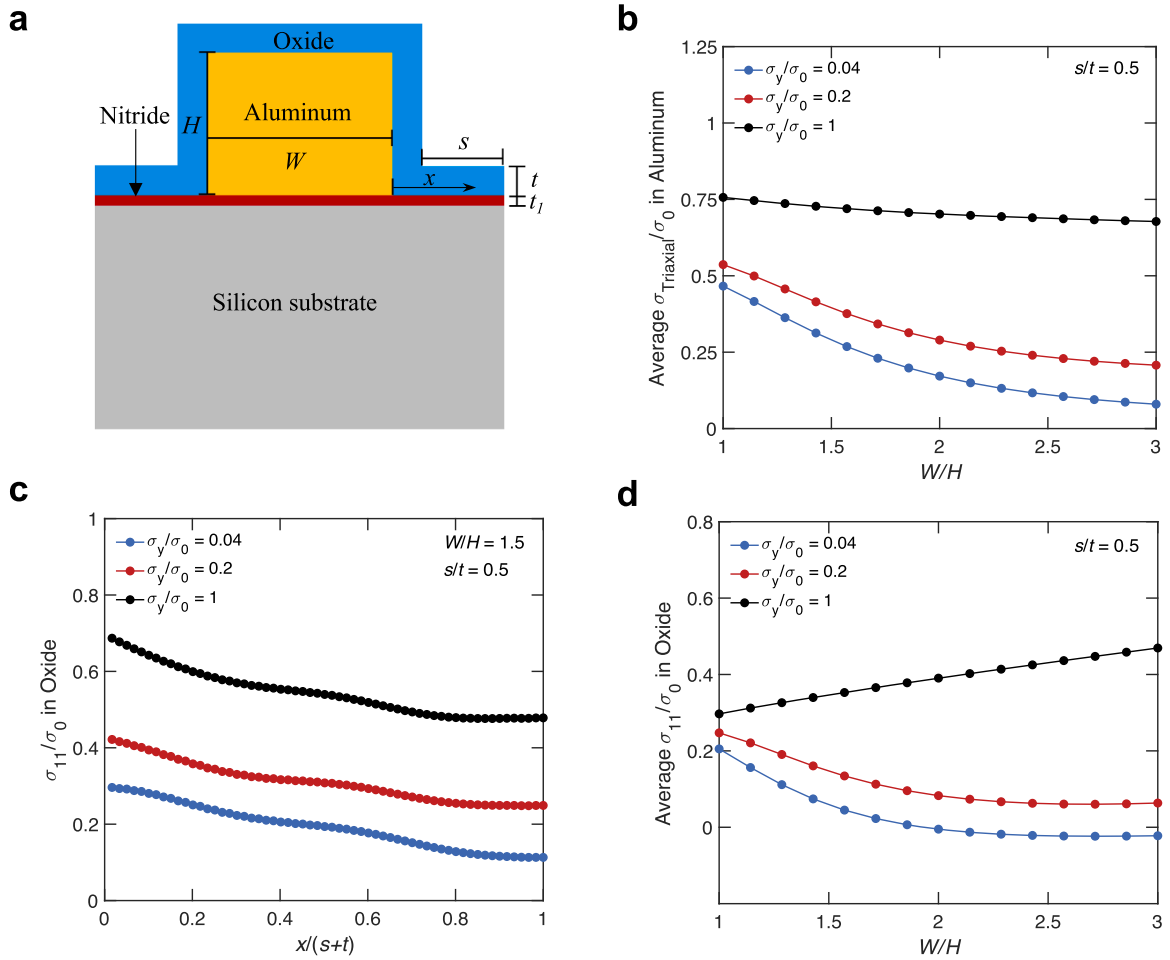 a
Oxide
Nitride
Aluminum
H
W
s
x
t
t1
Silicon substrate
b
1.25
1
0.75
0.5
0.25
0
Average σTriaxial/σ0 in Aluminum
σy/σ0 = 0.04
σy/σ0 = 0.2
σy/σ0 = 1
s/t = 0.5
1
1.5
2
2.5
3
W/H
c
1
0.8
0.6
0.4
0.2
0
σ11/σ0 in Oxide
σy/σ0 = 0.04
σy/σ0 = 0.2
σy/σ0 = 1
W/H = 1.5
s/t = 0.5
0
0.2
0.4
0.6
0.8
1
x/(s+t)
d
0.8
0.6
0.4
0.2
0
Average σ11/σ0 in Oxide
σy/σ0 = 0.04
σy/σ0 = 0.2
σy/σ0 = 1
s/t = 0.5
1
1.5
2
2.5
3
W/H